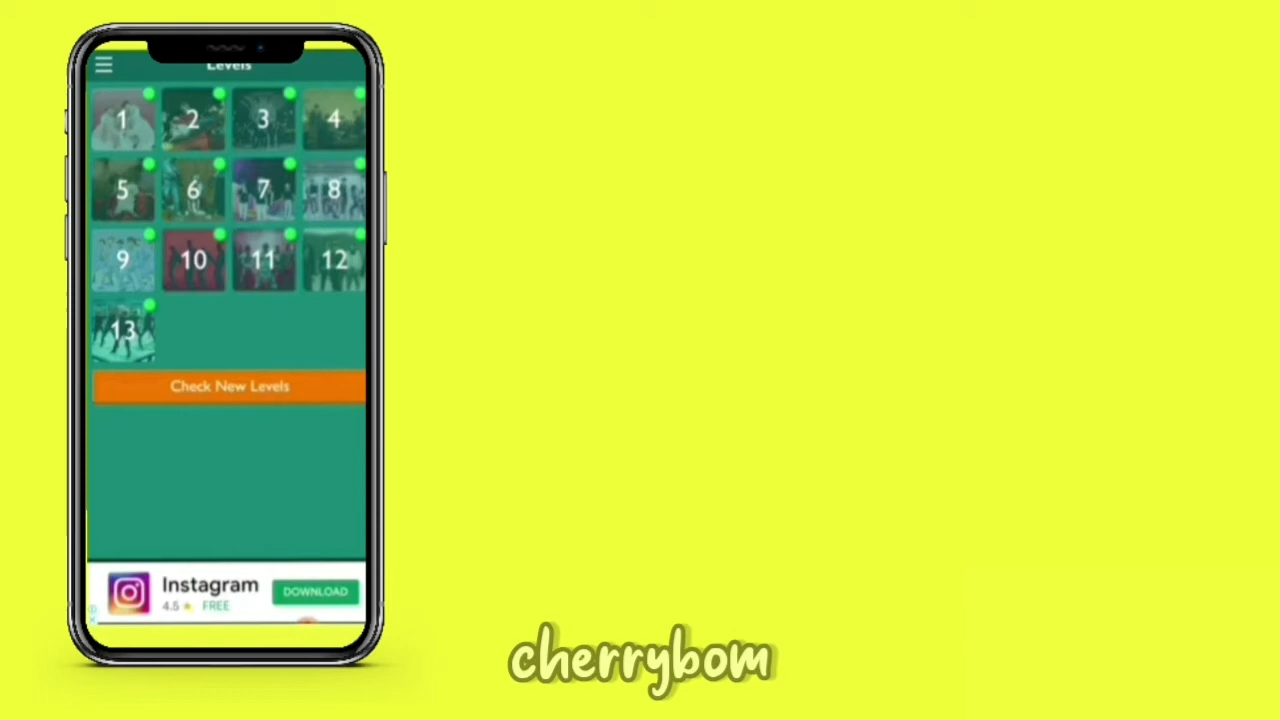 Levels
1 2 3 4
5 6 7 8
9 10 11 12
13
Check New Levels
Instagram
4.5 ★ FREE
DOWNLOAD
cherrybom